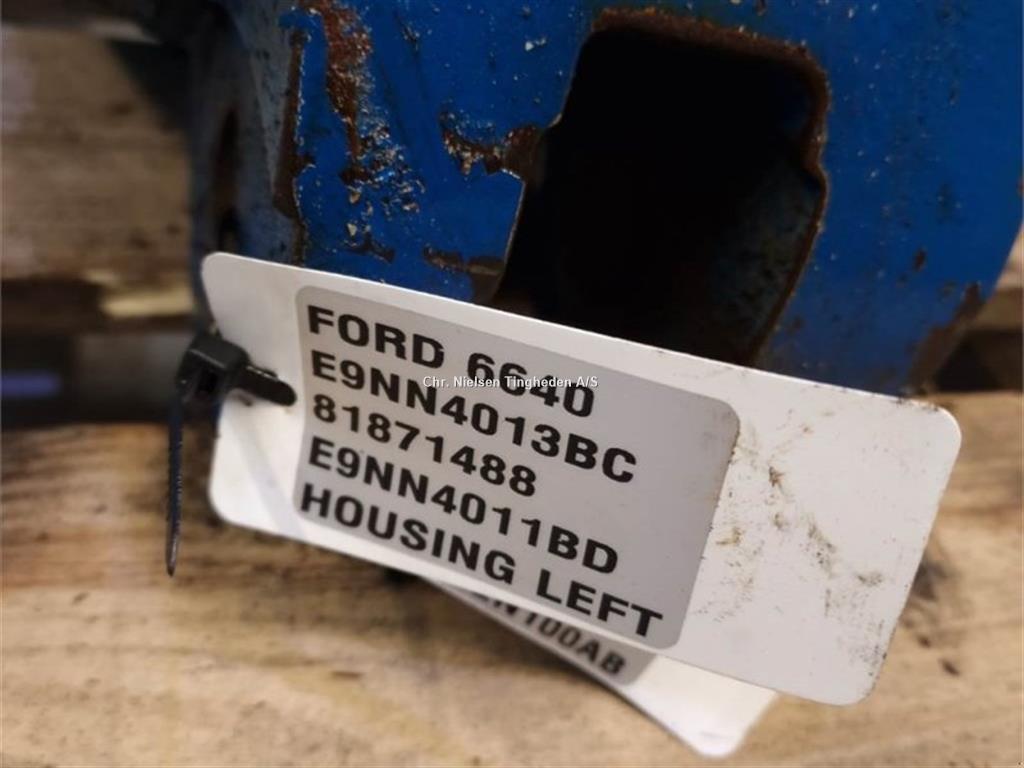 FORD 6640
E9NN4013BC
Chr. Nielsen Tingheden A/S
81871488
E9NN4011BD
HOUSING LEFT